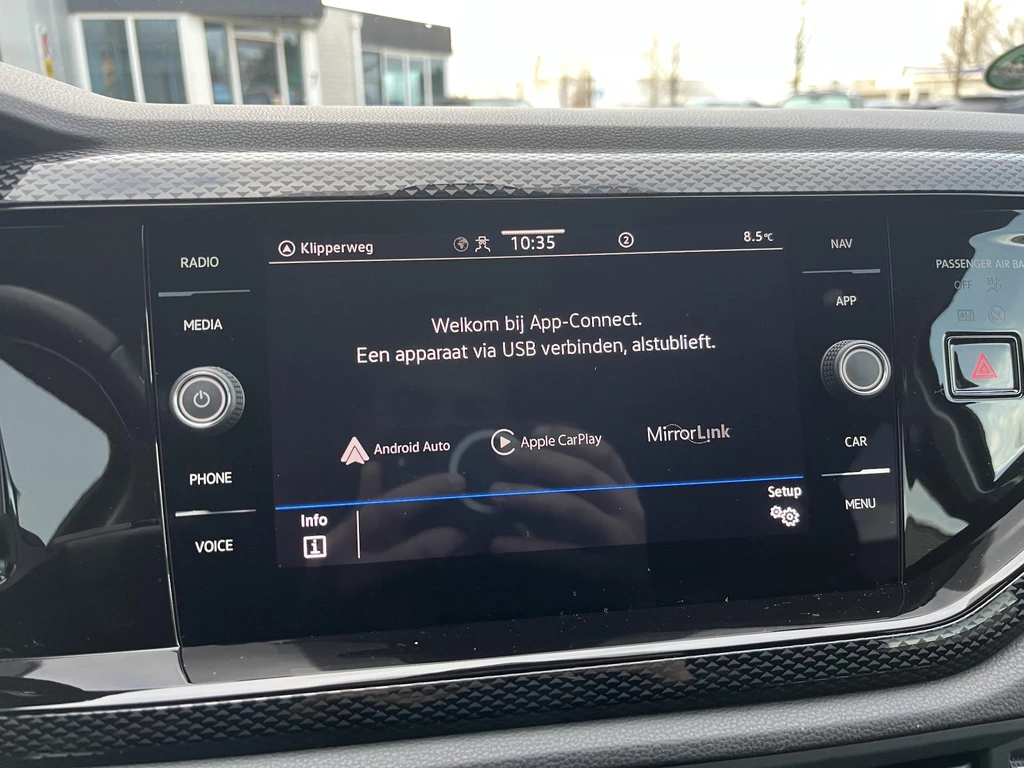 RADIO
MEDIA
PHONE
VOICE
Klipperweg
10:35
2
8.5°C
Welkom bij App-Connect.
Een apparaat via USB verbinden, alstublieft.
Android Auto
Apple CarPlay
MirrorLink
Info
i
Setup
NAV
APP
CAR
MENU
PASSENGER AIR BA
OFF
ON